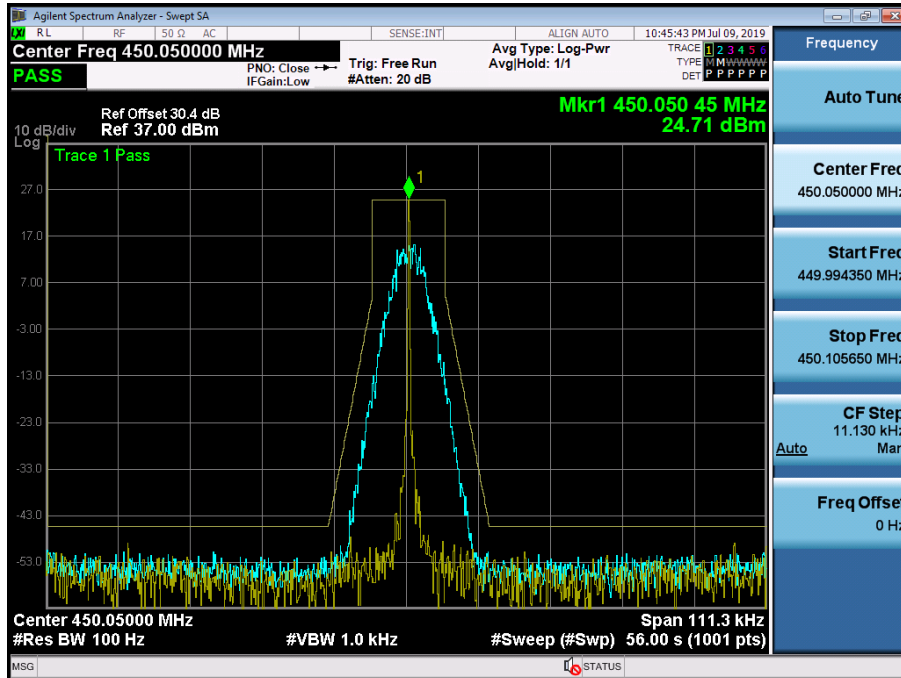 Agilent Spectrum Analyzer - Swept SA
LXI RL RF 50 Ω AC SENSE:INT ALIGN AUTO 10:45:43 PM Jul 09, 2019
Center Freq 450.050000 MHz
PASS
PNO: Close
IFGain:Low
Trig: Free Run
#Atten: 20 dB
Avg Type: Log-Pwr
Avg|Hold: 1/1
TRACE 1 2 3 4 5 6
TYPE M M W W W W
DET P P P P P P
Ref Offset 30.4 dB
10 dB/div Ref 37.00 dBm
Log
Mkr1 450.050 45 MHz
24.71 dBm
Trace 1 Pass
1
27.0
17.0
7.00
-3.00
-13.0
-23.0
-33.0
-43.0
-53.0
Center 450.05000 MHz Span 111.3 kHz
#Res BW 100 Hz #VBW 1.0 kHz #Sweep (#Swp) 56.00 s (1001 pts)
MSG STATUS
Frequency
Auto Tune
Center Freq
450.050000 MHz
Start Freq
449.994350 MHz
Stop Freq
450.105650 MHz
CF Step
11.130 kHz
Auto Man
Freq Offset
0 Hz